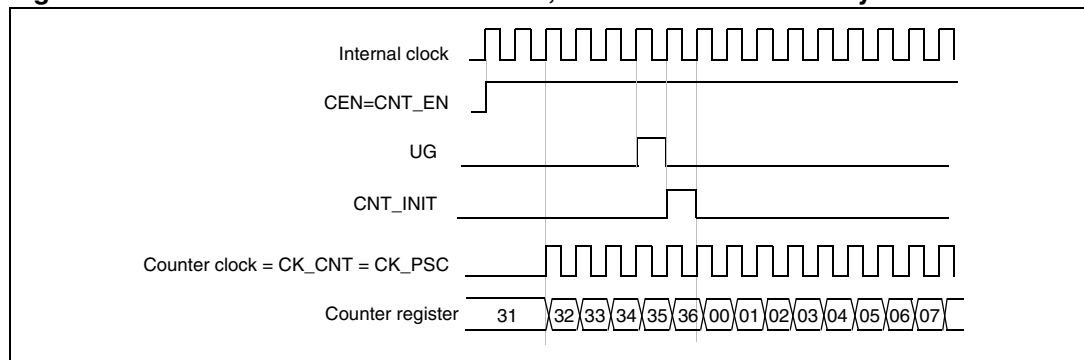 Internal clock
CEN=CNT_EN
UG
CNT_INIT
Counter clock = CK_CNT = CK_PSC
Counter register 31 32 33 34 35 36 00 01 02 03 04 05 06 07